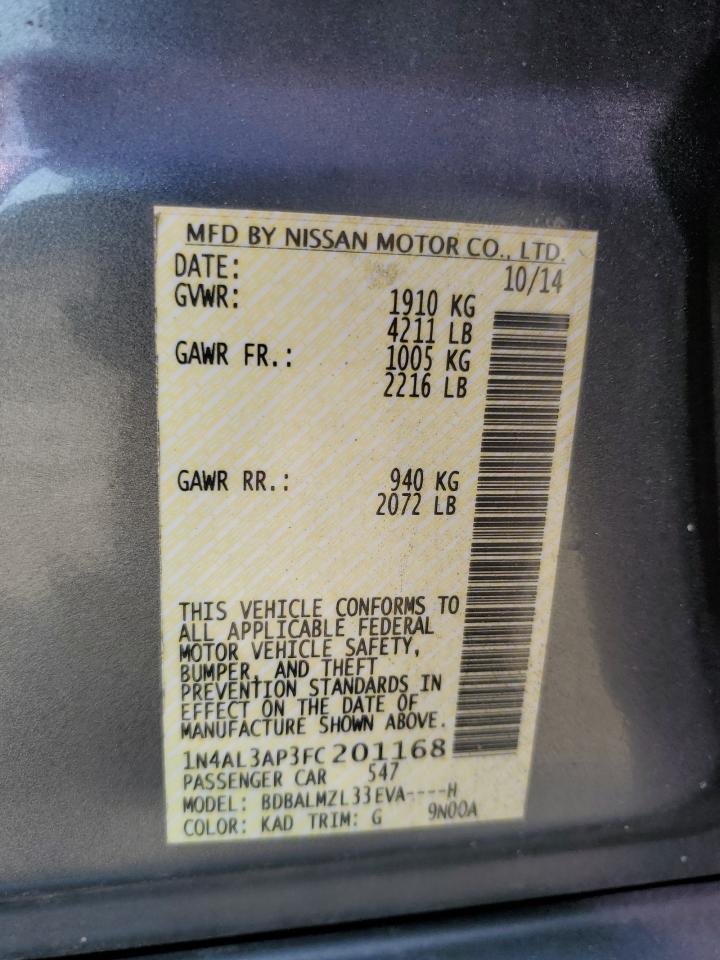 MFD BY NISSAN MOTOR CO., LTD.
DATE: 10/14
GVWR: 1910 KG
4211 LB
GAWR FR.: 1005 KG
2216 LB
GAWR RR.: 940 KG
2072 LB
THIS VEHICLE CONFORMS TO
ALL APPLICABLE FEDERAL
MOTOR VEHICLE SAFETY,
BUMPER, AND THEFT
PREVENTION STANDARDS IN
EFFECT ON THE DATE OF
MANUFACTURE SHOWN ABOVE.
1N4AL3AP3FC201168
PASSENGER CAR 547
MODEL: BDBALMZL33EVA----H
COLOR: KAD TRIM: G 9N00A